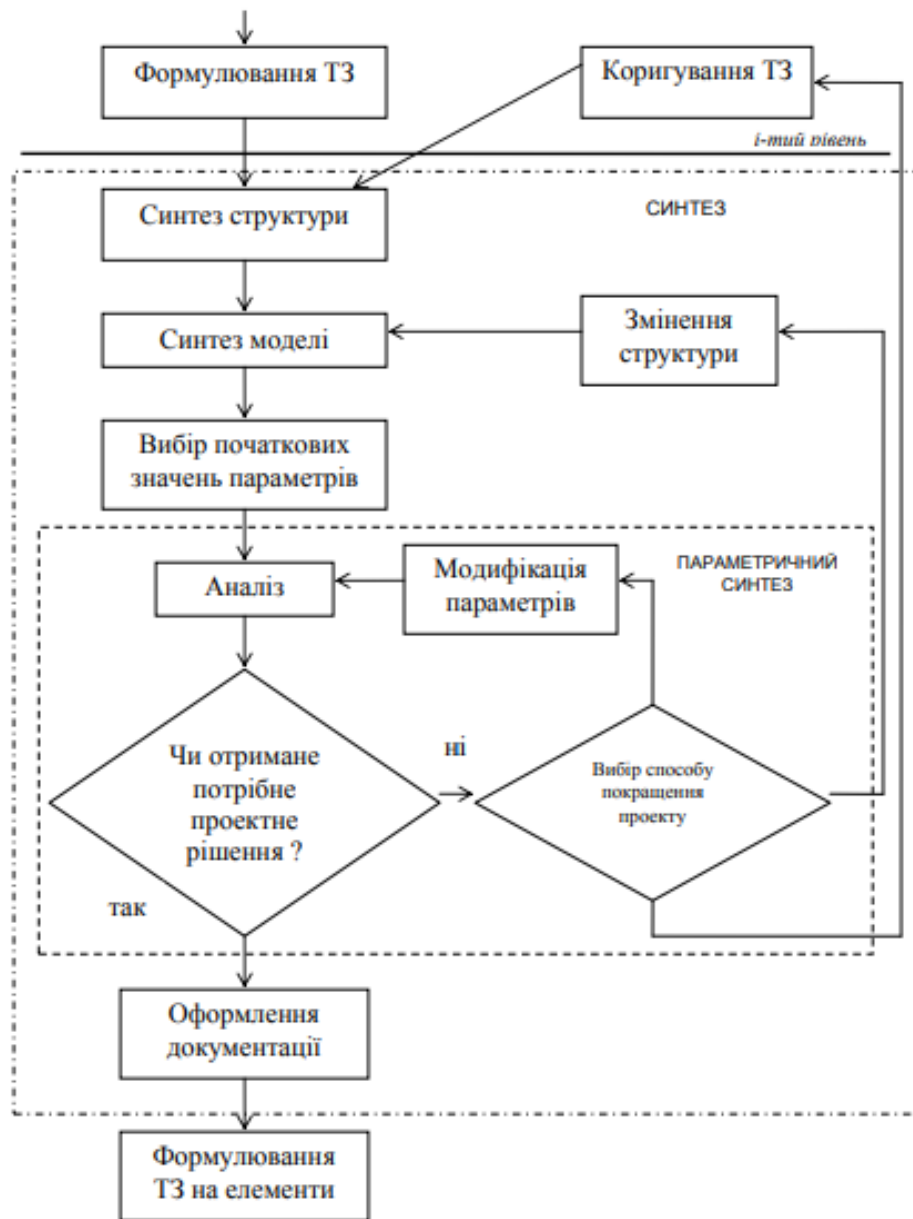 Формулювання ТЗ
Коригування ТЗ
і-тий рівень
Синтез структури
СИНТЕЗ
Синтез моделі
Змінення
структури
Вибір початкових
значень параметрів
Аналіз
Модифікація
параметрів
ПАРАМЕТРИЧНИЙ
СИНТЕЗ
Чи отримане
потрібне
проектне
рішення ?
ні
Вибір способу
покращення
проекту
так
Оформлення
документації
Формулювання
ТЗ на елементи